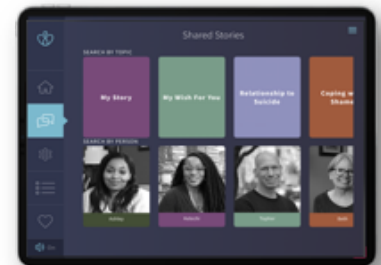 Shared Stories
SEARCH BY TOPIC
My Story
My Wish For You
Relationship to
Suicide
Coping w
Shame
SEARCH BY PERSON
On